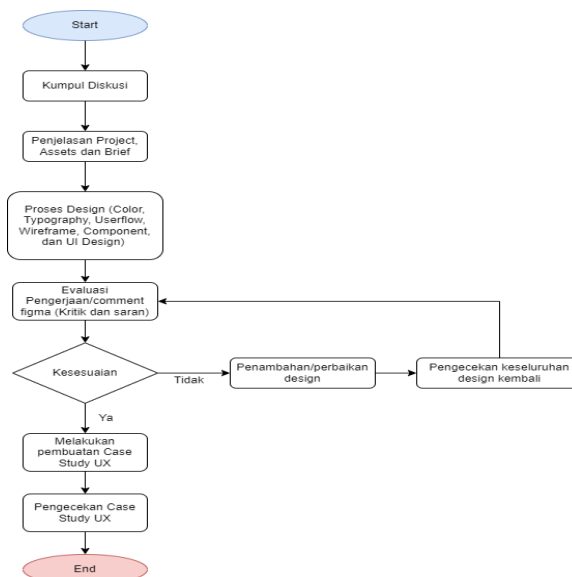 Start
Kumpul Diskusi
Penjelasan Project,
Assets dan Brief
Proses Design (Color,
Typography, Userflow,
Wireframe, Component,
dan UI Design)
Evaluasi
Pengerjaan/comment
figma (Kritik dan saran)
Kesesuaian
Tidak
Penambahan/perbaikan
design
Pengecekan keseluruhan
design kembali
Ya
Melakukan
pembuatan Case
Study UX
Pengecekan Case
Study UX
End